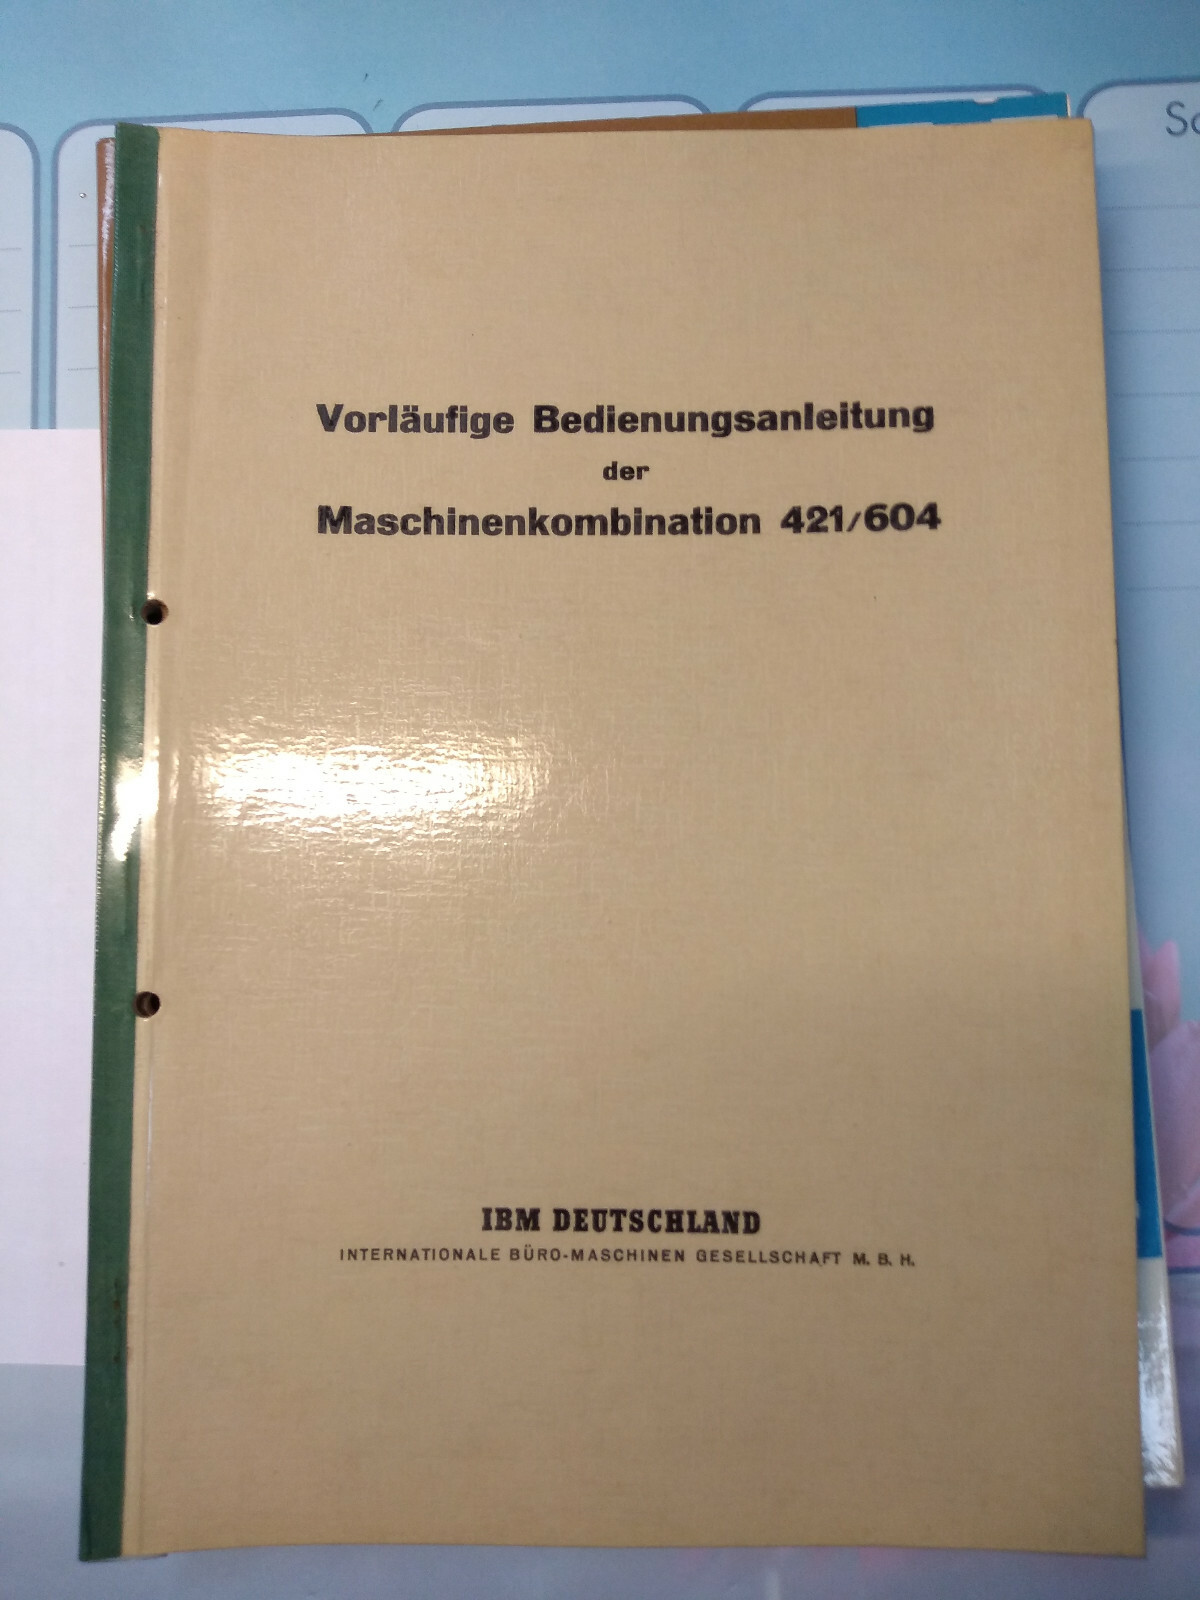 Vorläufige Bedienungsanleitung
der
Maschinenkombination 421/604
IBM DEUTSCHLAND
INTERNATIONALE BÜRO-MASCHINEN GESELLSCHAFT M. B. H.